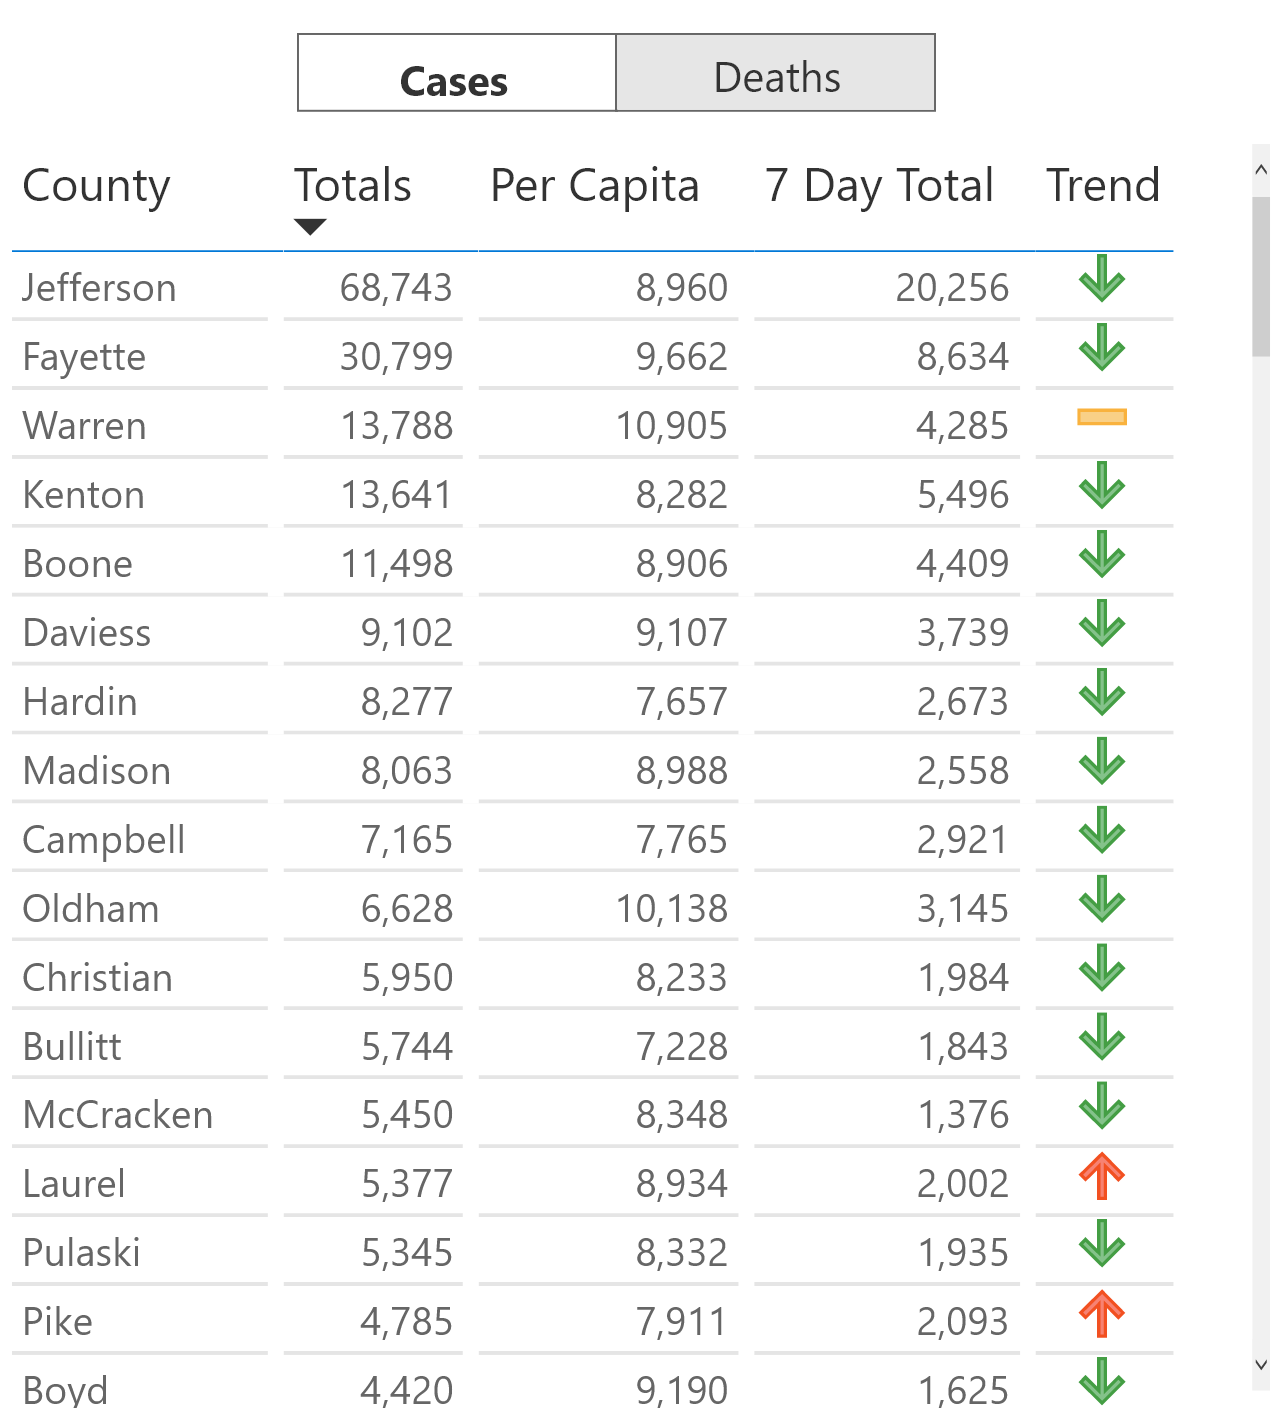 Cases Deaths
County Totals Per Capita 7 Day Total Trend
Jefferson 68,743 8,960 20,256
Fayette 30,799 9,662 8,634
Warren 13,788 10,905 4,285
Kenton 13,641 8,282 5,496
Boone 11,498 8,906 4,409
Daviess 9,102 9,107 3,739
Hardin 8,277 7,657 2,673
Madison 8,063 8,988 2,558
Campbell 7,165 7,765 2,921
Oldham 6,628 10,138 3,145
Christian 5,950 8,233 1,984
Bullitt 5,744 7,228 1,843
McCracken 5,450 8,348 1,376
Laurel 5,377 8,934 2,002
Pulaski 5,345 8,332 1,935
Pike 4,785 7,911 2,093
Boyd 4,420 9,190 1,625